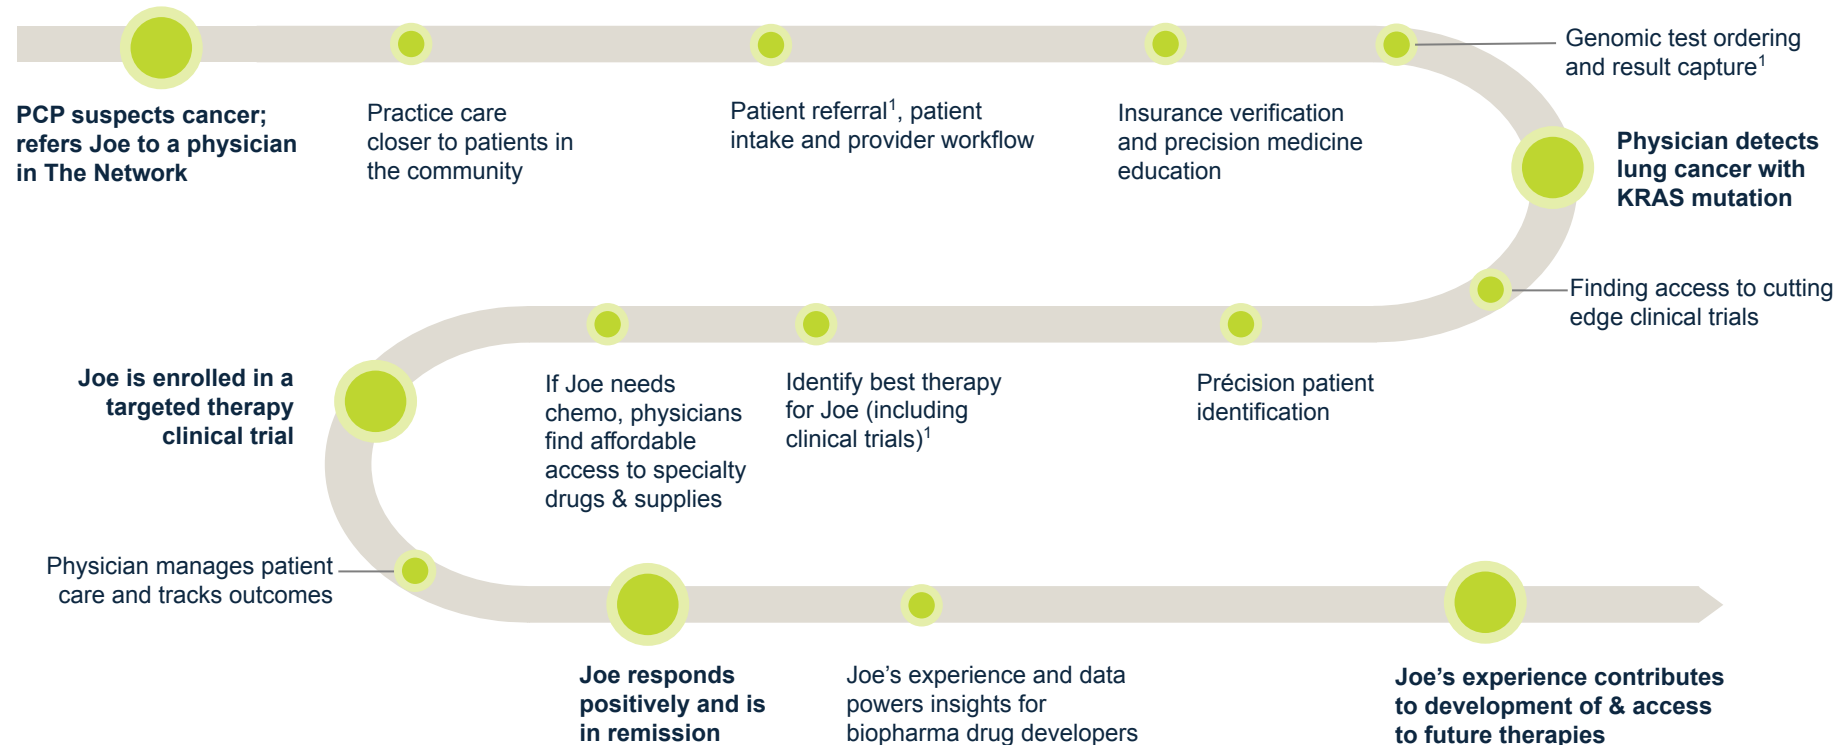 PCP suspects cancer;
refers Joe to a physician
in The Network
Practice care
closer to patients in
the community
Patient referral¹, patient
intake and provider workflow
Insurance verification
and precision medicine
education
Genomic test ordering
and result capture¹
Physician detects
lung cancer with
KRAS mutation
Finding access to cutting
edge clinical trials
Précision patient
identification
Identify best therapy
for Joe (including
clinical trials)¹
If Joe needs
chemo, physicians
find affordable
access to specialty
drugs & supplies
Joe is enrolled in a
targeted therapy
clinical trial
Physician manages patient
care and tracks outcomes
Joe responds
positively and is
in remission
Joe’s experience and data
powers insights for
biopharma drug developers
Joe’s experience contributes
to development of & access
to future therapies